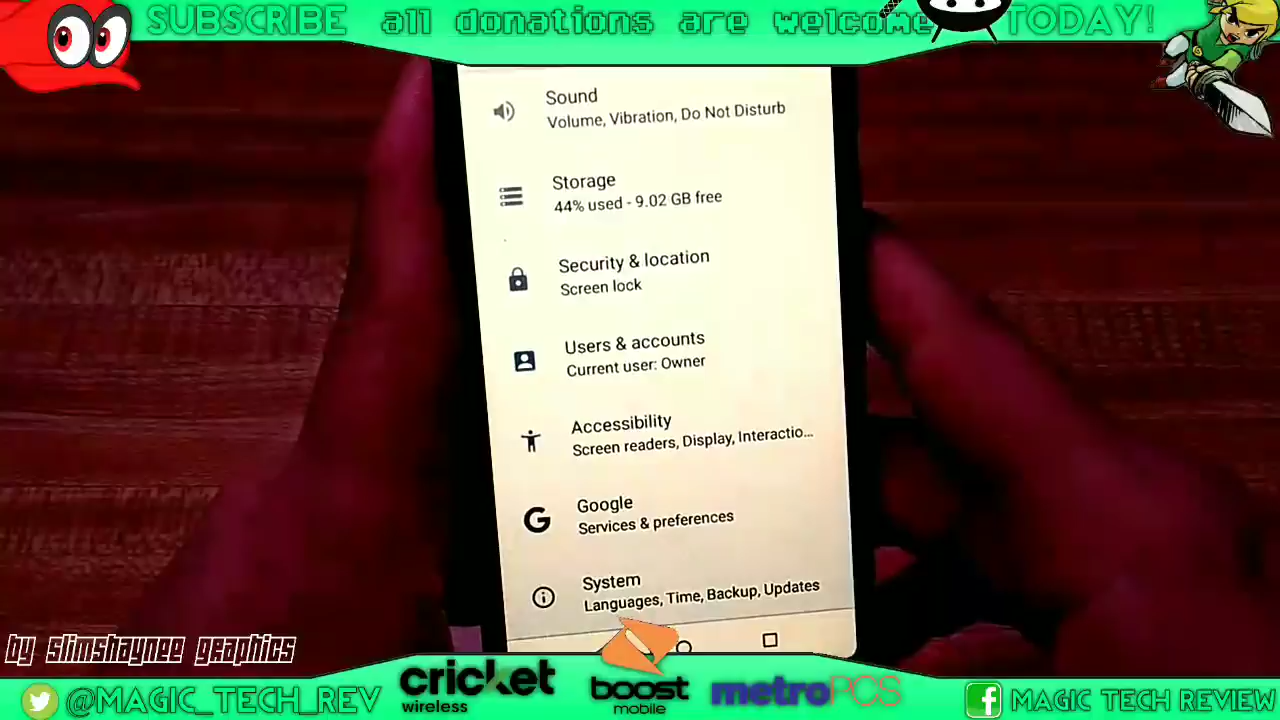 SUBSCRIBE all donations are welcome TODAY!
Sound
Volume, Vibration, Do Not Disturb
Storage
44% used - 9.02 GB free
Security & location
Screen lock
Users & accounts
Current user: Owner
Accessibility
Screen readers, Display, Interactio...
Google
Services & preferences
System
Languages, Time, Backup, Updates
by slimshaynee graphics
@MAGIC_TECH_REV
cricket
wireless
boost
mobile
metroPCS
MAGIC TECH REVIEW